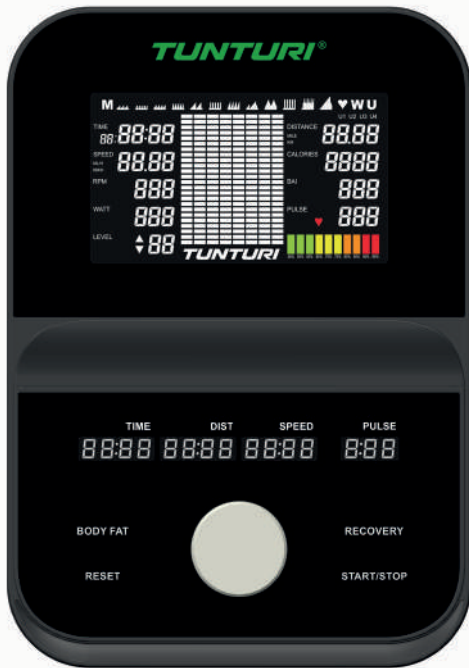 TUNTURI®
M ♥ W U
U1 U2 U3 U4
TIME
88:88:88
DISTANCE
88.88
SPEED
88.88
CALORIES
8888
RPM
888
BAI
888
WATT
888
PULSE
♥ 888
LEVEL
88
TUNTURI
TIME DIST SPEED PULSE
88:88 88:88 88:88 8:88
BODY FAT
RECOVERY
RESET
START/STOP